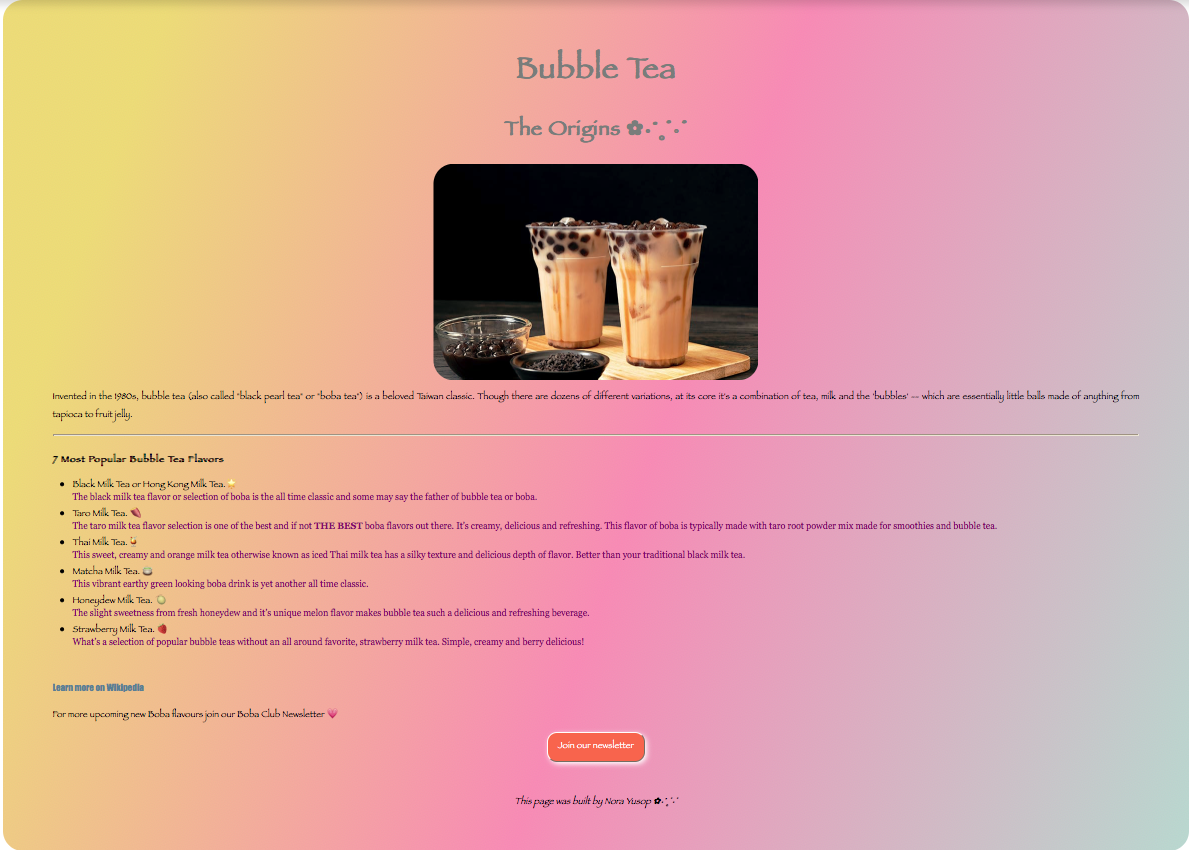 Bubble Tea
The Origins ✿.·:*¨
Invented in the 1980s, bubble tea (also called "black pearl tea" or "boba tea") is a beloved Taiwan classic. Though there are dozens of different variations, at its core it's a combination of tea, milk and the 'bubbles' -- which are essentially little balls made of anything from
tapioca to fruit jelly.
7 Most Popular Bubble Tea Flavors
Black Milk Tea or Hong Kong Milk Tea.🌟
The black milk tea flavor or selection of boba is the all time classic and some may say the father of bubble tea or boba.
Taro Milk Tea. 🍠
The taro milk tea flavor selection is one of the best and if not THE BEST boba flavors out there. It's creamy, delicious and refreshing. This flavor of boba is typically made with taro root powder mix made for smoothies and bubble tea.
Thai Milk Tea.🍹
This sweet, creamy and orange milk tea otherwise known as iced Thai milk tea has a silky texture and delicious depth of flavor. Better than your traditional black milk tea.
Matcha Milk Tea. 🍵
This vibrant earthy green looking boba drink is yet another all time classic.
Honeydew Milk Tea. 🍈
The slight sweetness from fresh honeydew and it's unique melon flavor makes bubble tea such a delicious and refreshing beverage.
Strawberry Milk Tea. 🍓
What's a selection of popular bubble teas without an all around favorite, strawberry milk tea. Simple, creamy and berry delicious!
Learn more on Wikipedia
For more upcoming new Boba flavours join our Boba Club Newsletter 💗
Join our newsletter
This page was built by Nora Yusop ✿.·:*¨